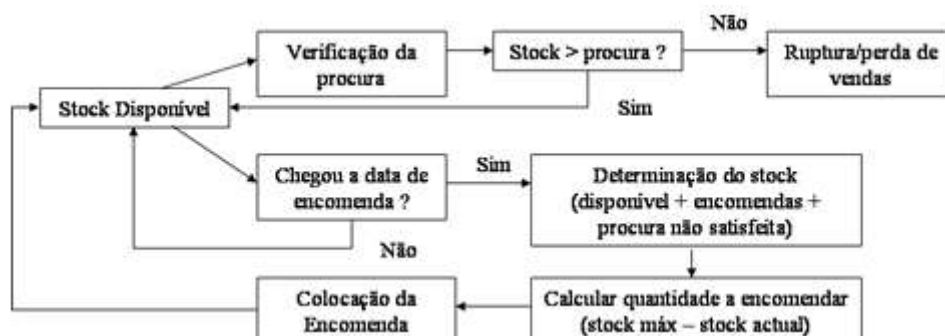 Verificação da
procura
Stock > procura ?
Não
Ruptura/perda de
vendas
Stock Disponível
Sim
Chegou a data de
encomenda ?
Sim
Determinação do stock
(disponível + encomendas +
procura não satisfeita)
Não
Colocação da
Encomenda
Calcular quantidade a encomendar
(stock máx – stock actual)